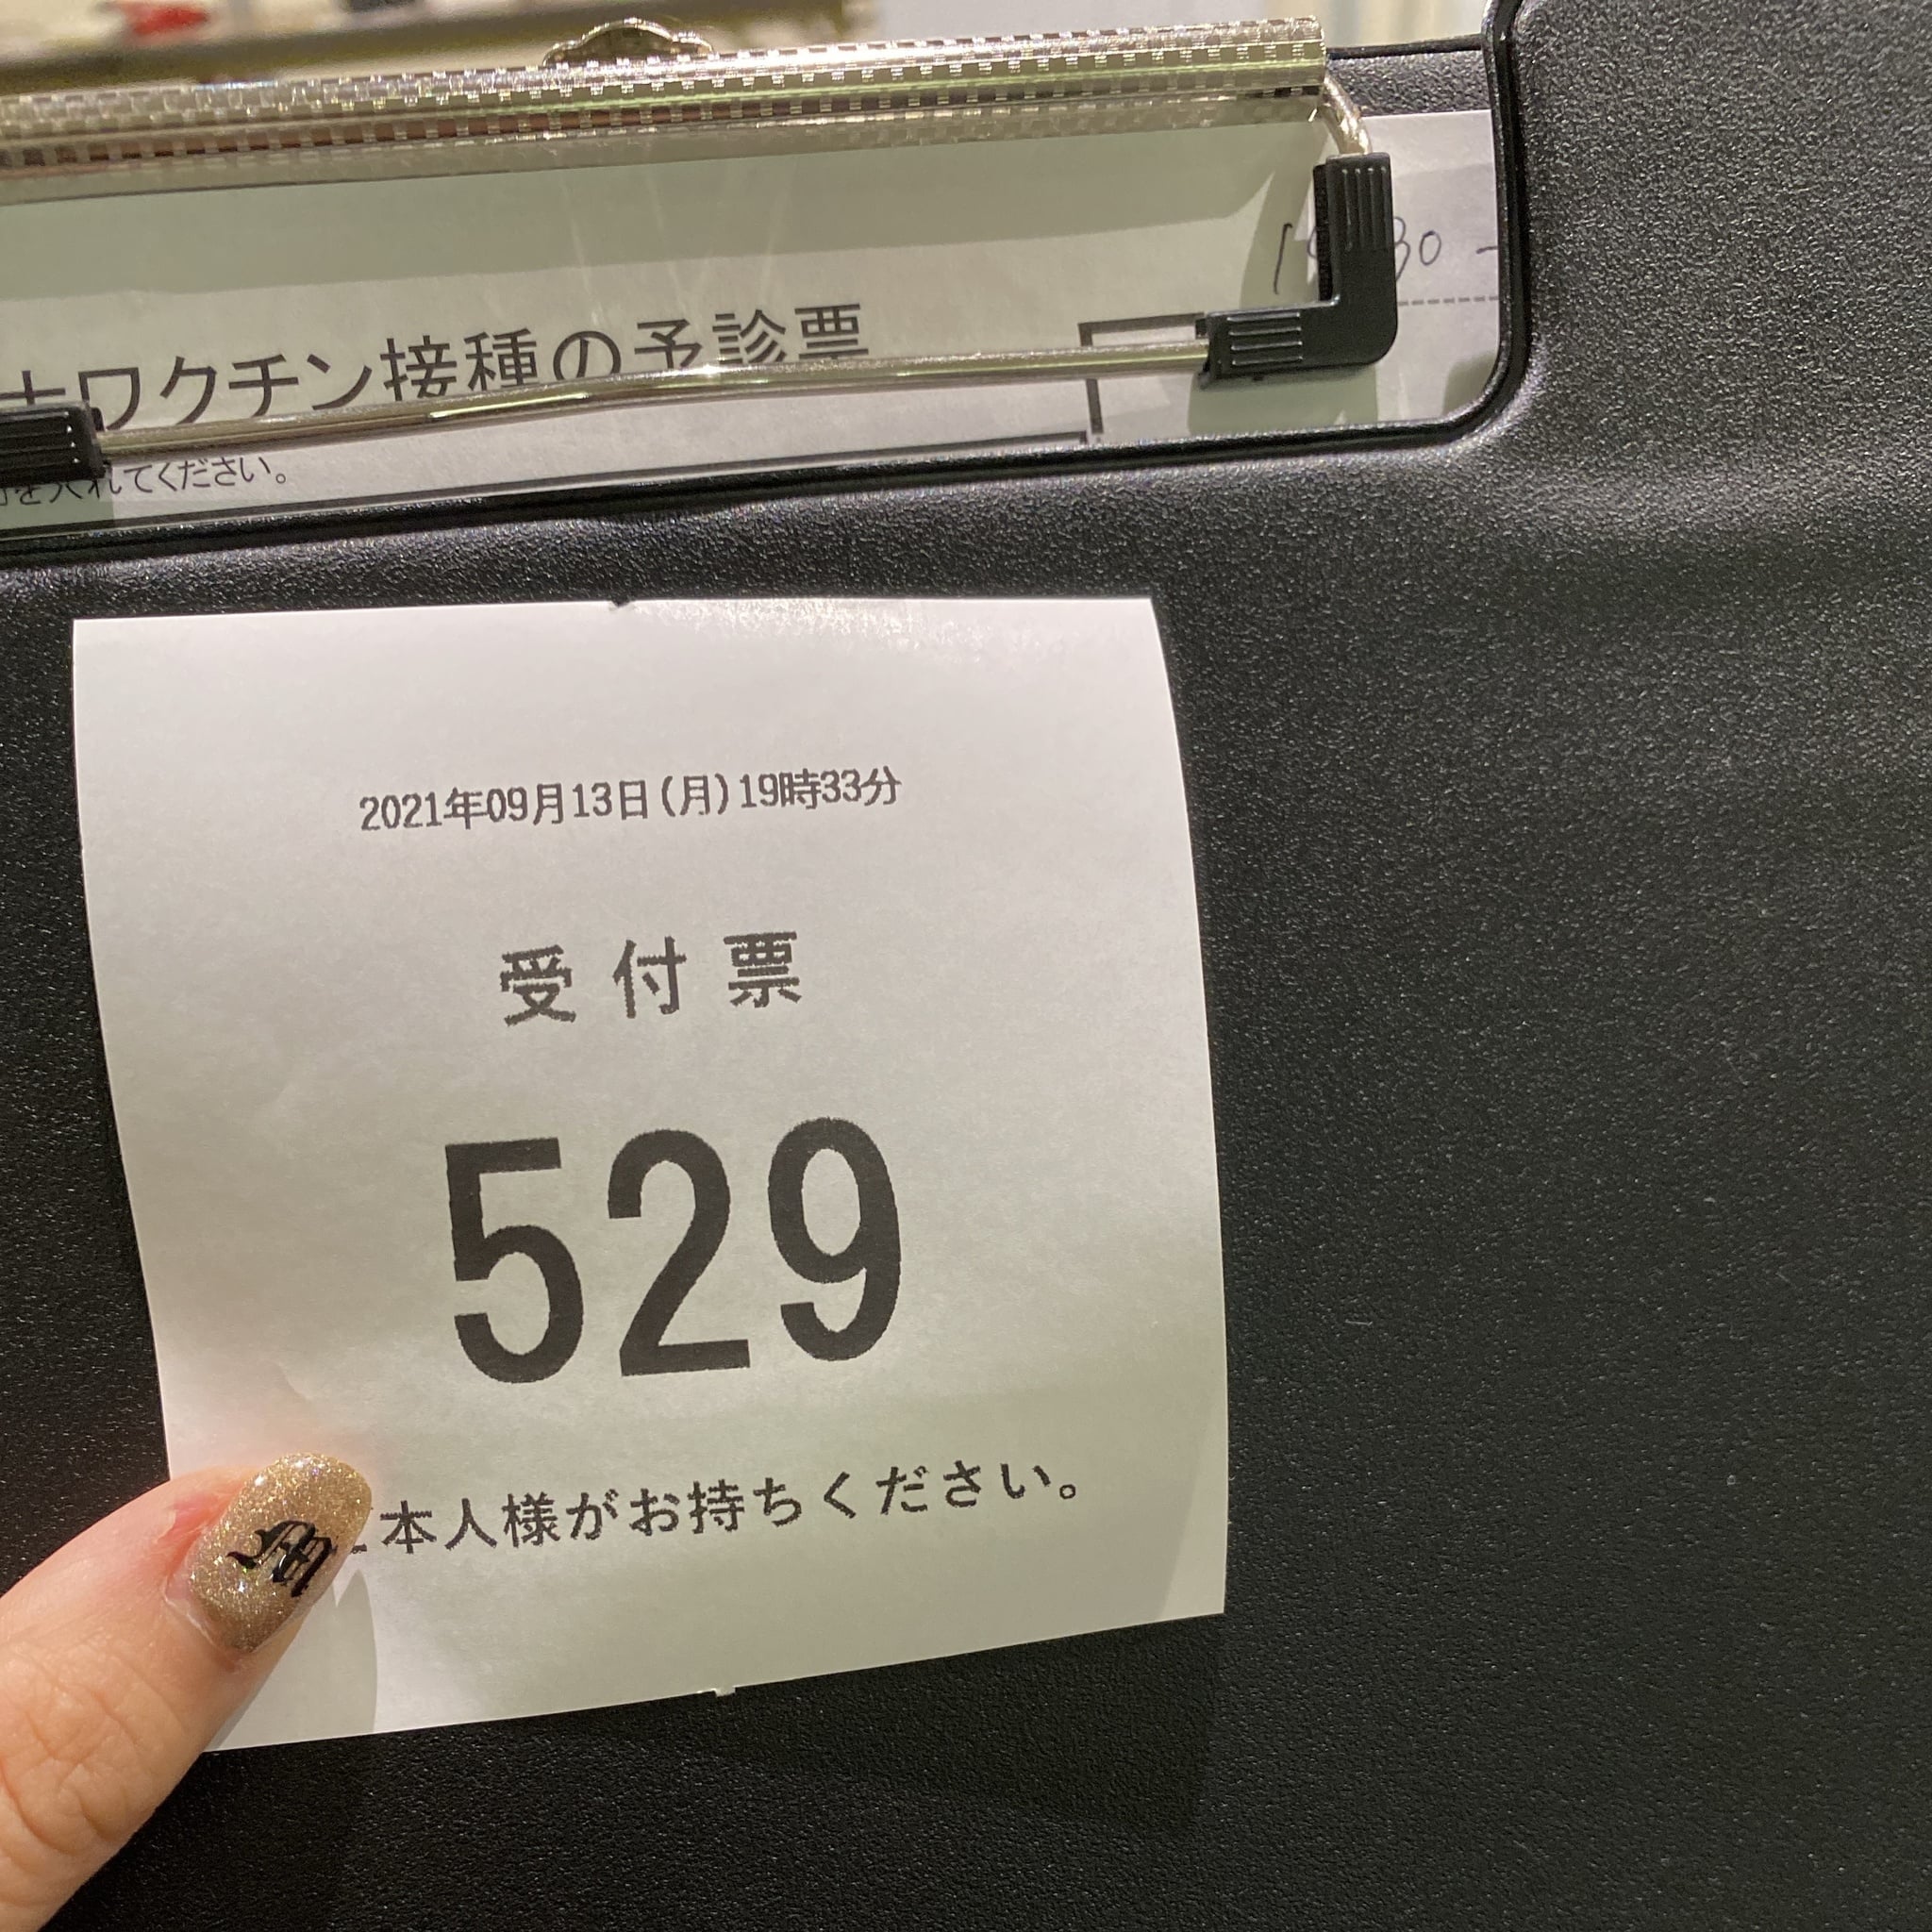 ナワクチン接種の予診票
を入れてください。
2021年09月13日(月)19時33分
受付票
529
本人様がお持ちください。